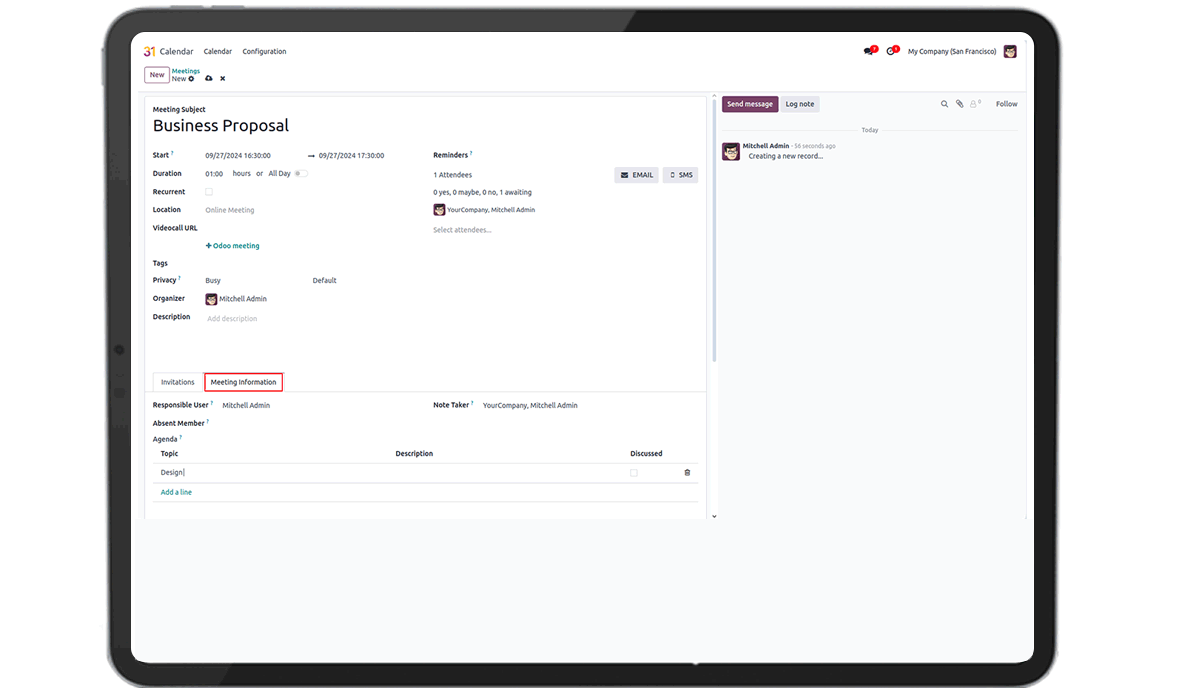 31 Calendar Calendar Configuration My Company (San Francisco)
New Meetings
New
Meeting Subject
Business Proposal
Start ? 09/27/2024 16:30:00 → 09/27/2024 17:30:00
Duration 01:00 hours or All Day
Recurrent
Location Online Meeting
Videocall URL
+ Odoo meeting
Tags
Privacy ? Busy Default
Organizer Mitchell Admin
Description Add description
Reminders ?
1 Attendees EMAIL SMS
0 yes, 0 maybe, 0 no, 1 awaiting
YourCompany, Mitchell Admin
Select attendees...
Invitations Meeting Information
Responsible User ? Mitchell Admin Note Taker ? YourCompany, Mitchell Admin
Absent Member ?
Agenda ?
Topic Description Discussed
Design
Add a line
Send message Log note 0 Follow
Today
Mitchell Admin - 56 seconds ago
Creating a new record...